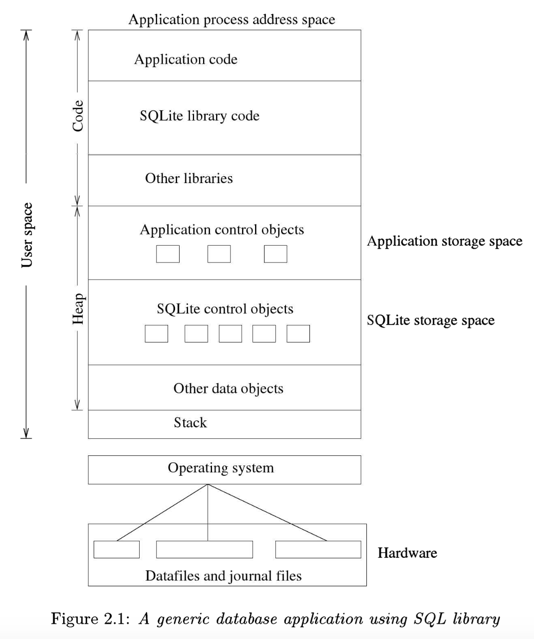 Application process address space
Application code
Code
SQLite library code
Other libraries
User space
Application control objects
Application storage space
Heap
SQLite control objects
SQLite storage space
Other data objects
Stack
Operating system
Hardware
Datafiles and journal files
Figure 2.1: A generic database application using SQL library